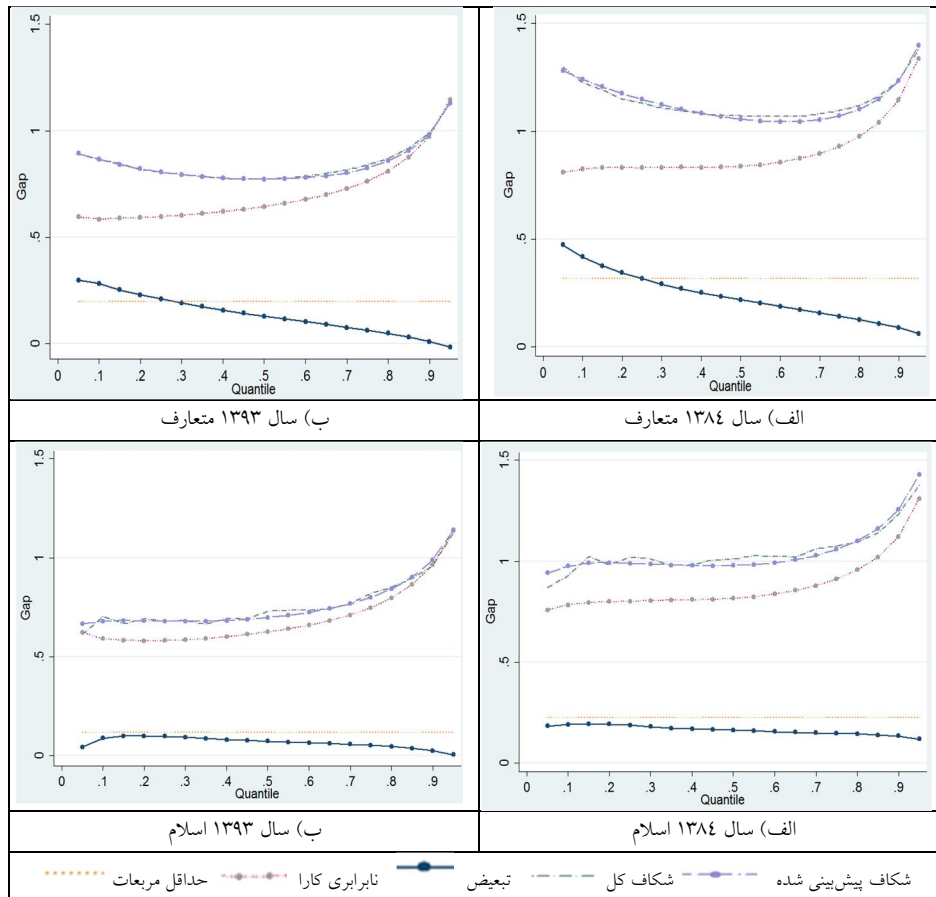 1.5
1
.5
0
Gap
0 .1 .2 .3 .4 .5 .6 .7 .8 .9
Quantile
1.5
1
.5
0
Gap
0 .1 .2 .3 .4 .5 .6 .7 .8 .9
Quantile
الف) سال ١٣٨٤ متعارف
ب) سال ١٣٩٣ متعارف
1.5
1
.5
0
Gap
0 .1 .2 .3 .4 .5 .6 .7 .8 .9
Quantile
1.5
1
.5
0
Gap
0 .1 .2 .3 .4 .5 .6 .7 .8 .9
Quantile
الف) سال ١٣٨٤ اسلام
ب) سال ١٣٩٣ اسلام
شکاف پیش‌بینی شده شکاف کل تبعیض نابرابری کارا حداقل مربعات